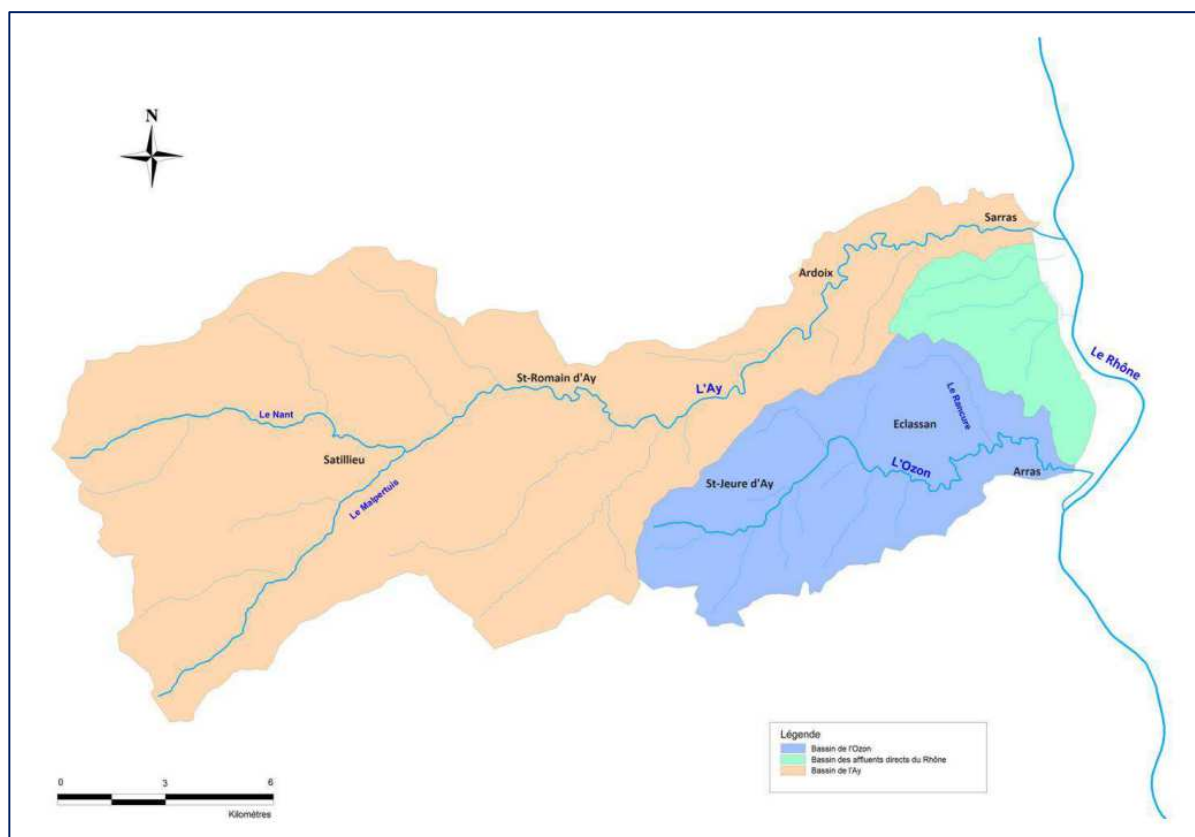 N
Sarras
Ardoix
Le Rhône
St-Romain d'Ay
L'Ay
Le Rancure
Le Nant
Eclassan
Satillieu
L'Ozon
Arras
St-Jeure d'Ay
Le Malpertuis
Légende
Bassin de l'Ozon
Bassin des affluents directs du Rhône
Bassin de l'Ay
0 3 6
Kilomètres